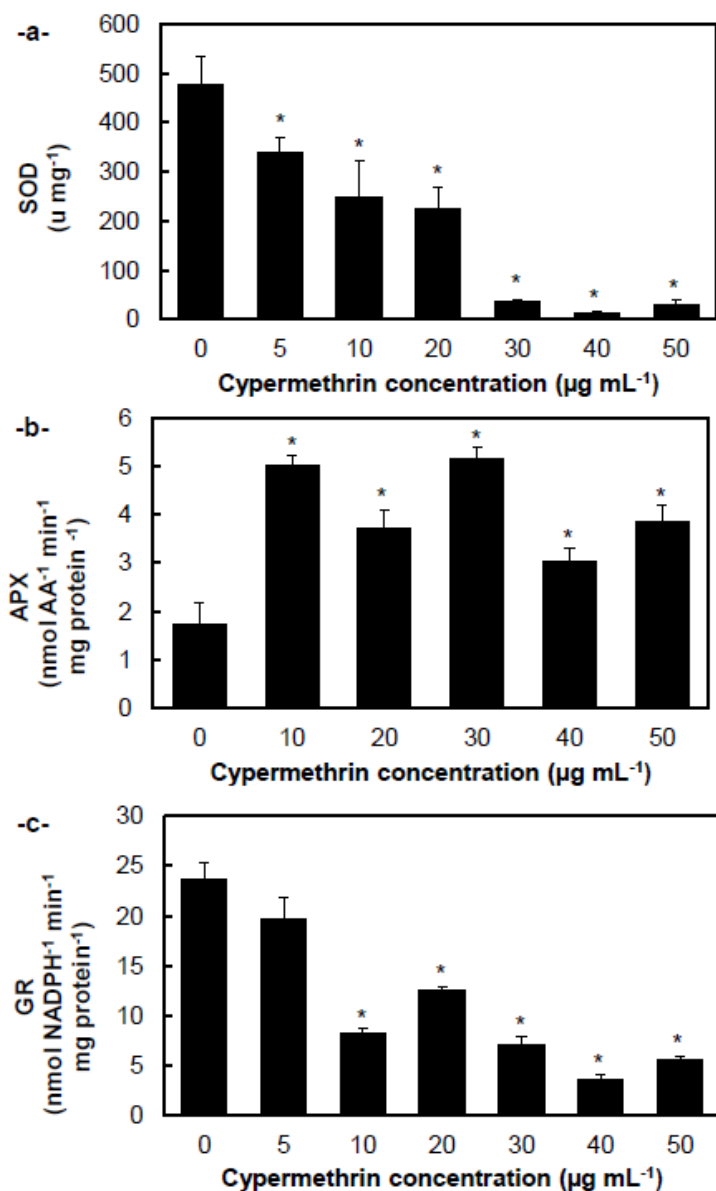 -a-
600
500
400
300
200
100
0
SOD
(u mg⁻¹)
*
*
*
*
*
*
0 5 10 20 30 40 50
Cypermethrin concentration (µg mL⁻¹)
-b-
6
5
4
3
2
1
0
APX
(nmol AA⁻¹ min⁻¹
mg protein ⁻¹)
*
*
*
*
*
0 10 20 30 40 50
Cypermethrin concentration (µg mL⁻¹)
-c-
30
25
20
15
10
5
0
GR
(nmol NADPH⁻¹ min⁻¹
mg protein⁻¹)
*
*
*
*
*
0 5 10 20 30 40 50
Cypermethrin concentration (µg mL⁻¹)